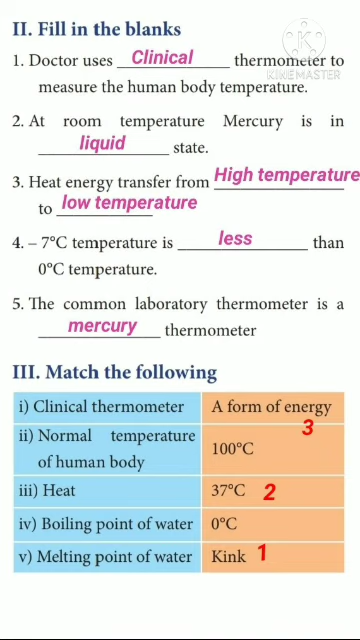 II. Fill in the blanks
KINEMASTER
1. Doctor uses Clinical thermometer to
measure the human body temperature.
2. At room temperature Mercury is in
liquid state.
3. Heat energy transfer from High temperature
to low temperature
4. – 7°C temperature is less than
0°C temperature.
5. The common laboratory thermometer is a
mercury thermometer
III. Match the following
i) Clinical thermometer A form of energy 3
ii) Normal temperature
of human body 100°C
iii) Heat 37°C 2
iv) Boiling point of water 0°C
v) Melting point of water Kink 1